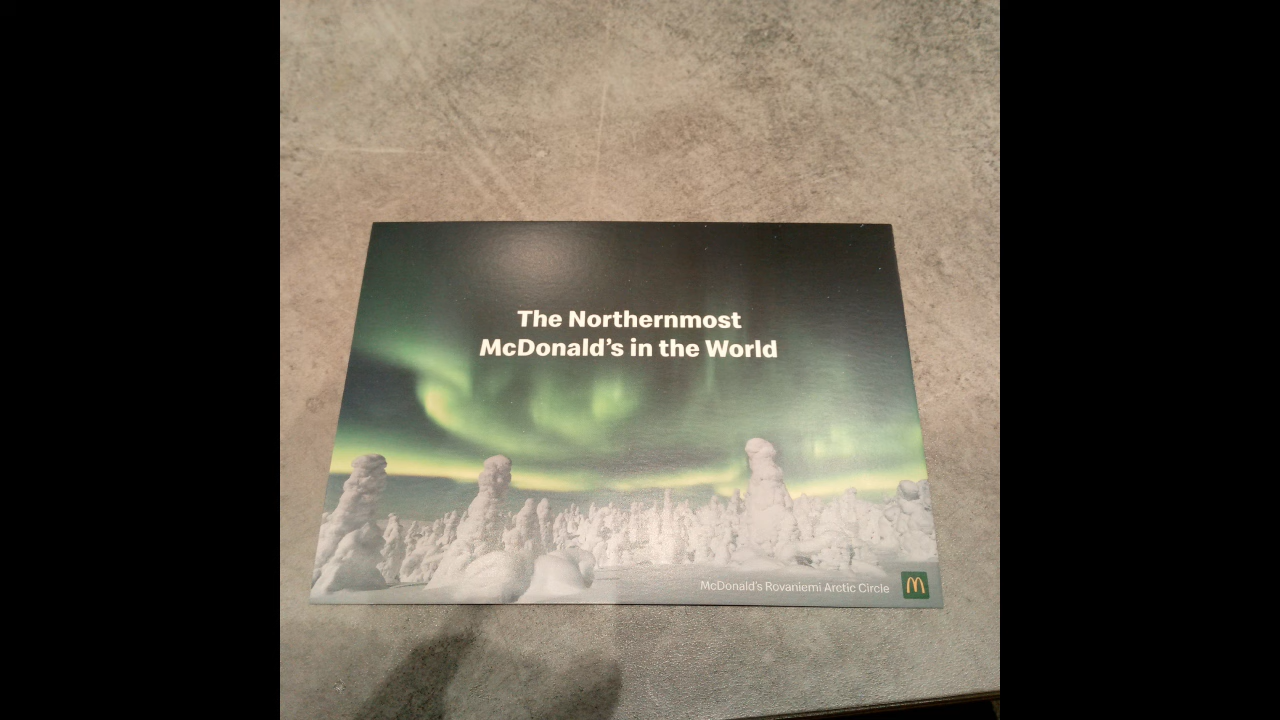 The Northernmost
McDonald's in the World
McDonald's Rovaniemi Arctic Circle